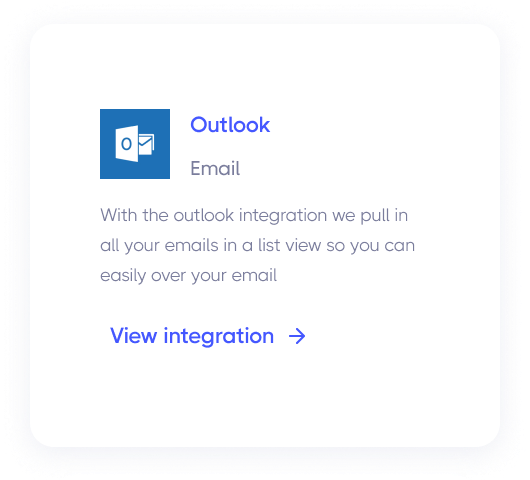 Outlook
Email
With the outlook integration we pull in
all your emails in a list view so you can
easily over your email
View integration